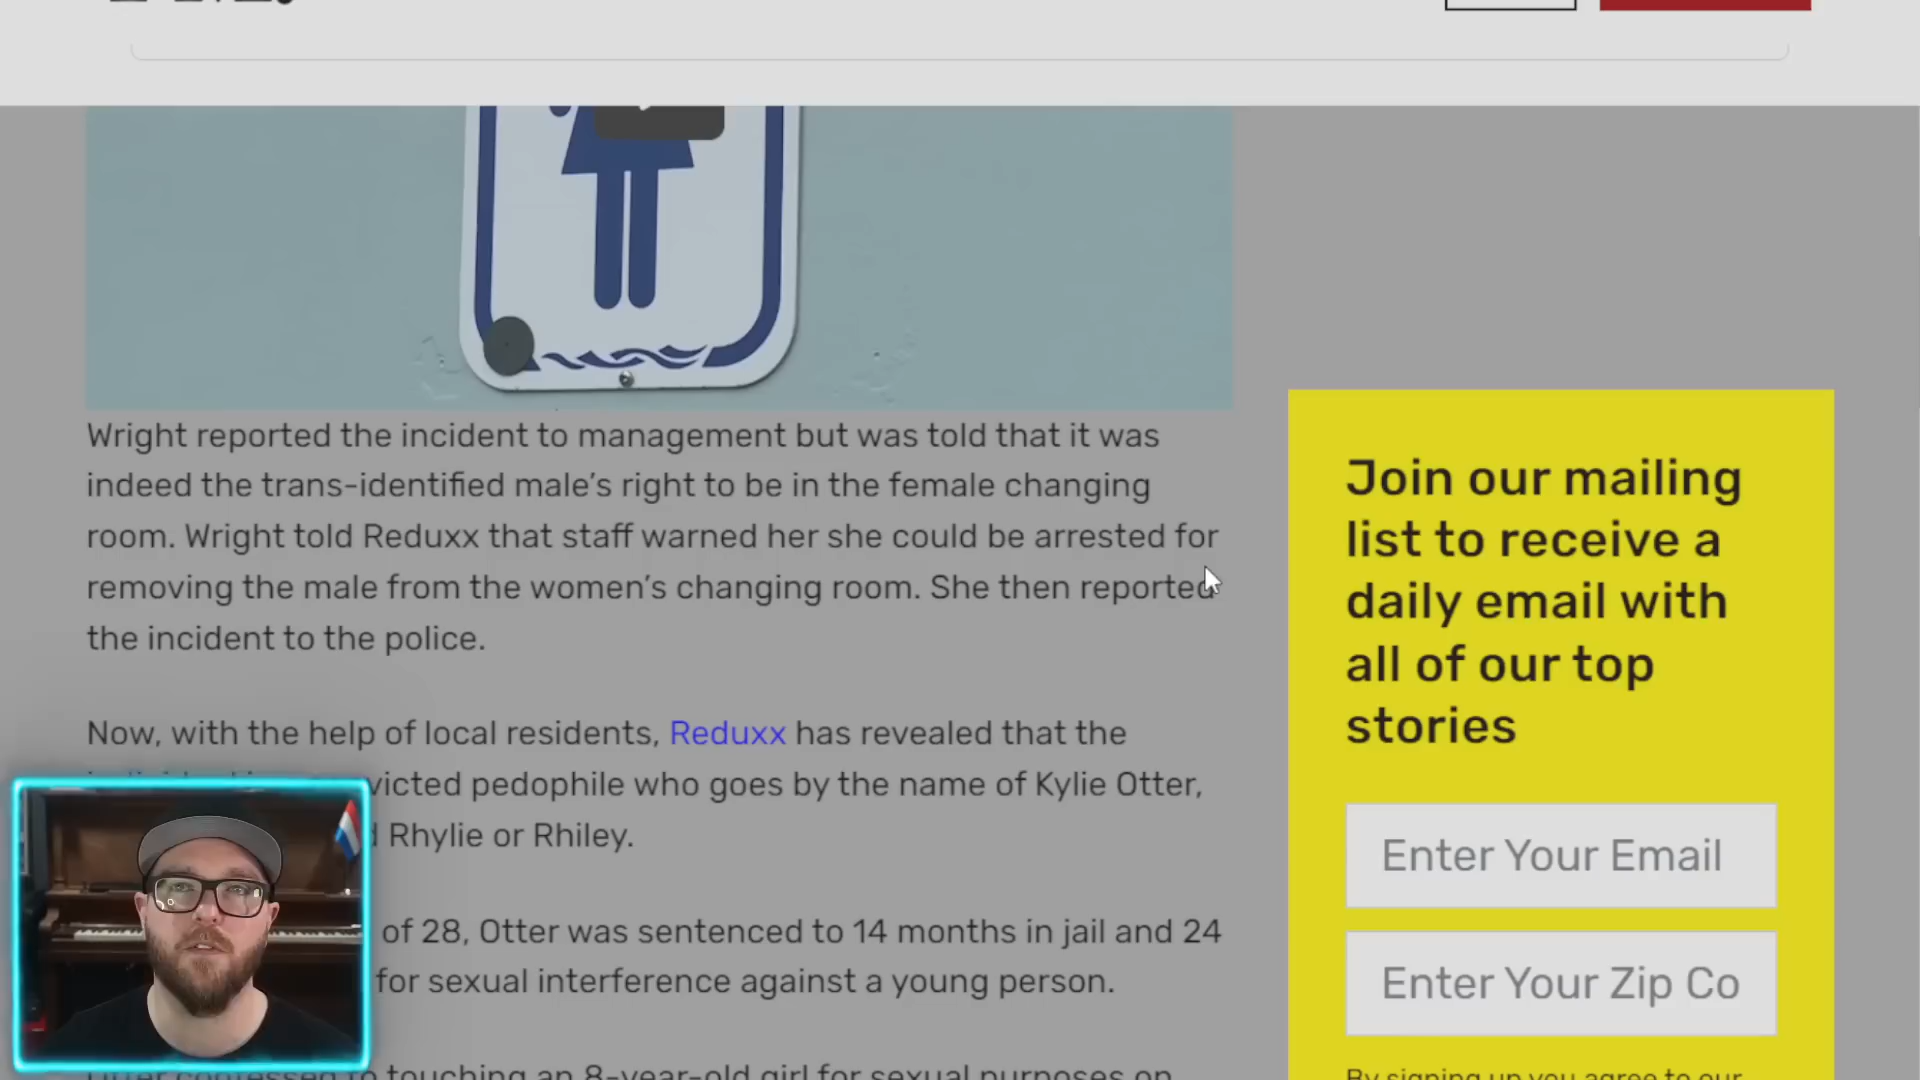 Wright reported the incident to management but was told that it was
indeed the trans-identified male's right to be in the female changing
room. Wright told Reduxx that staff warned her she could be arrested for
removing the male from the women's changing room. She then reported
the incident to the police.
Now, with the help of local residents, Reduxx has revealed that the
pedophile who goes by the name of Kylie Otter,
Rhylie or Rhiley.
of 28, Otter was sentenced to 14 months in jail and 24
for sexual interference against a young person.
touching an 8-year-old girl for sexual purposes on
Join our mailing
list to receive a
daily email with
all of our top
stories
Enter Your Email
Enter Your Zip Co
By signing up you agree to our